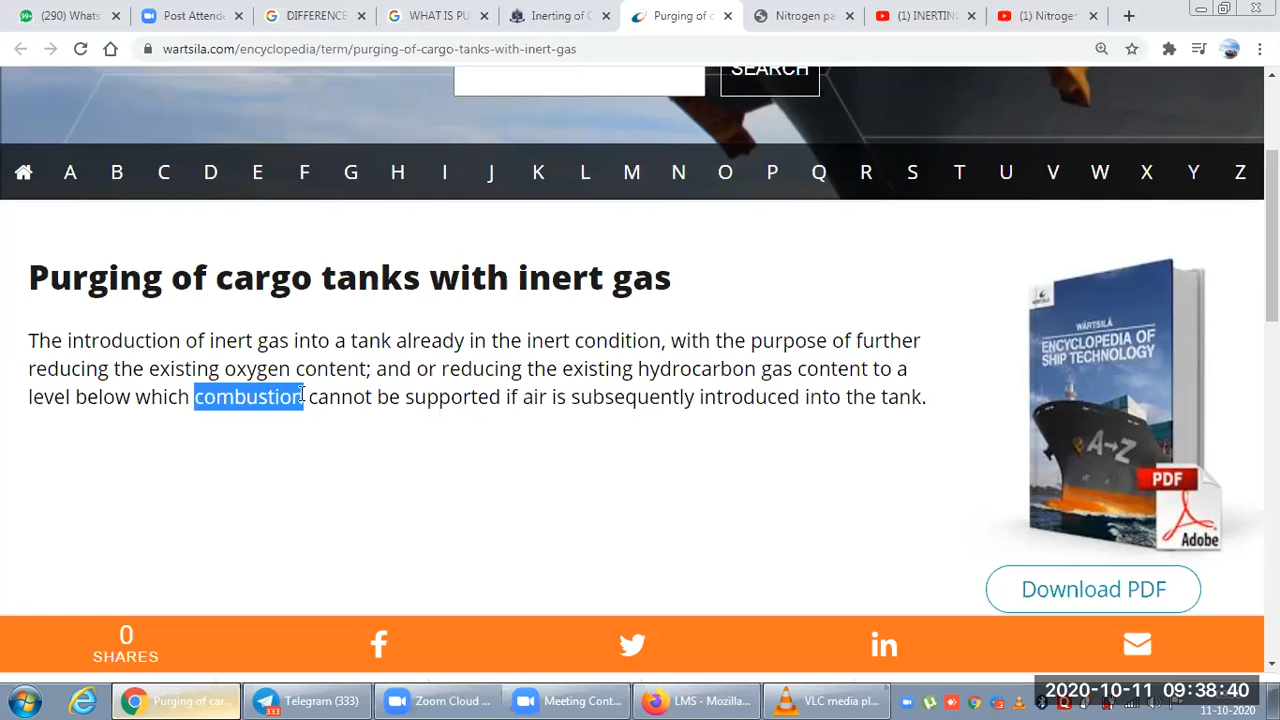 (290) Whats
Post Attende
DIFFERENCE
WHAT IS PU
Inerting of C
Purging of c
Nitrogen pa
(1) INERTING
(1) Nitroge
wartsila.com/encyclopedia/term/purging-of-cargo-tanks-with-inert-gas
SEARCH
A B C D E F G H I J K L M N O P Q R S T U V W X Y Z
Purging of cargo tanks with inert gas
The introduction of inert gas into a tank already in the inert condition, with the purpose of further
reducing the existing oxygen content; and or reducing the existing hydrocarbon gas content to a
level below which combustion cannot be supported if air is subsequently introduced into the tank.
WÄRTSILÄ
ENCYCLOPEDIA OF
SHIP TECHNOLOGY
A→Z
PDF
Adobe
Download PDF
0
SHARES
Purging of car...
Telegram (333)
Zoom Cloud ...
Meeting Cont...
LMS - Mozilla...
VLC media pl...
2020-10-11 09:38:40
11-10-2020